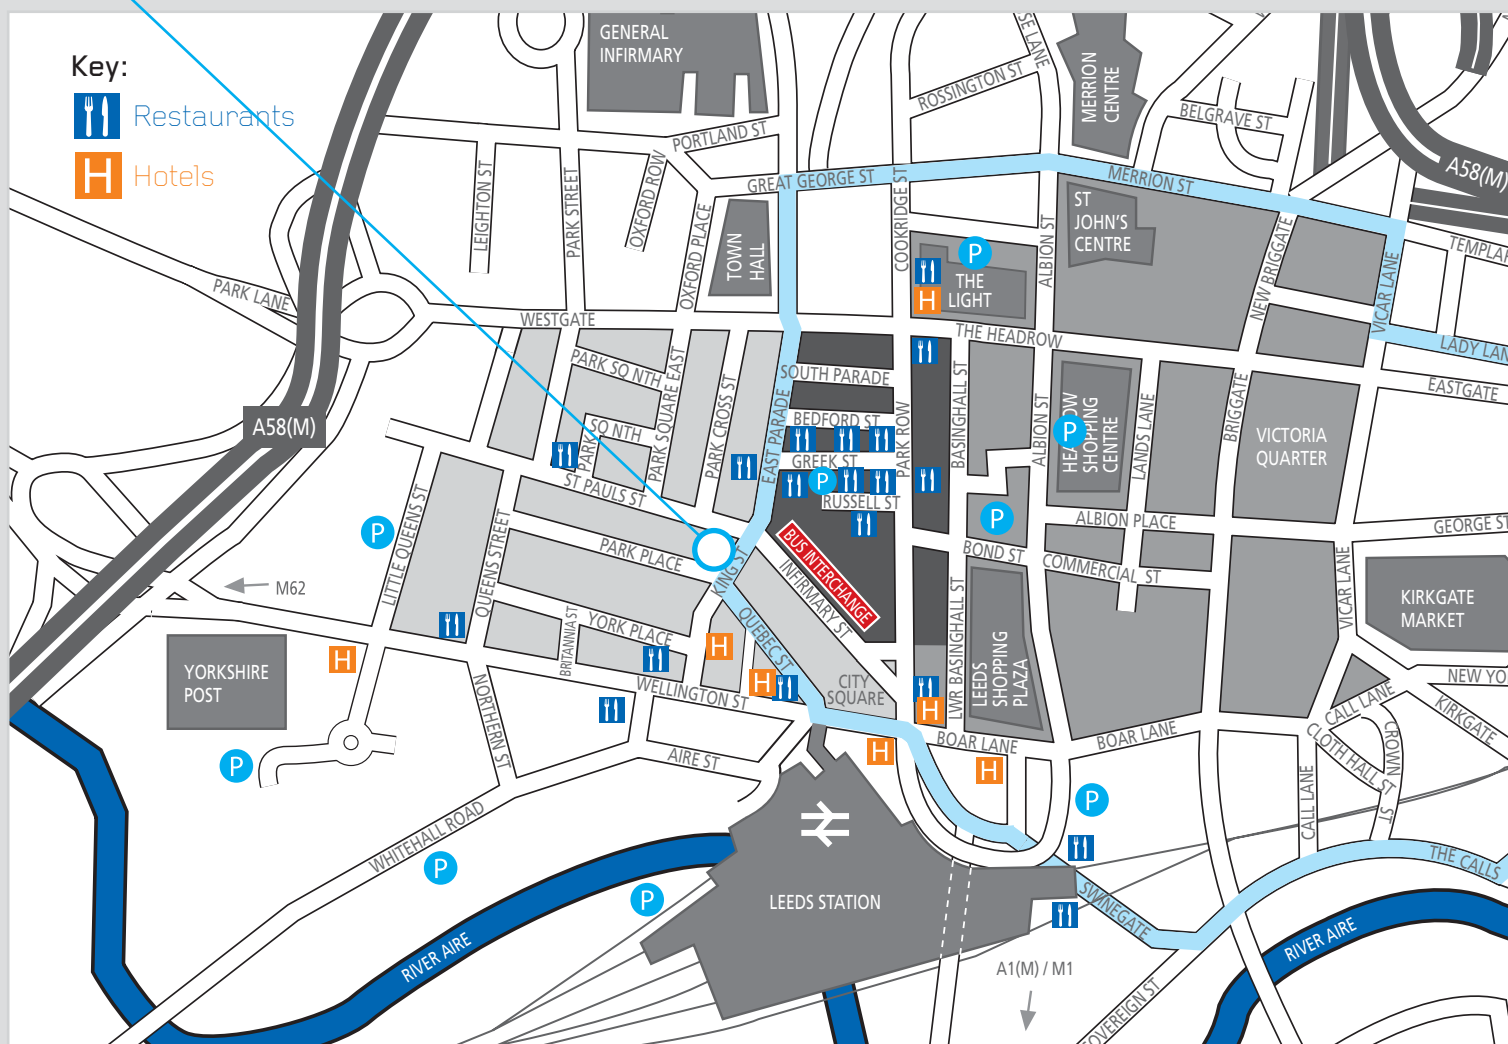 Key:
Restaurants
H Hotels
GENERAL
INFIRMARY
SE LANE
MERRION
CENTRE
ROSSINGTON ST
BELGRAVE ST
A58(M)
PORTLAND ST
LEIGHTON ST
PARK STREET
OXFORD ROW
OXFORD PLACE
GREAT GEORGE ST
COOKRIDGE ST
MERRION ST
ST
JOHN'S
CENTRE
TOWN
HALL
P
THE
LIGHT
H
ALBION ST
NEW BRIGGATE
VICAR LANE
TEMPLAR
LADY LAN
PARK LANE
WESTGATE
THE HEADROW
EASTGATE
PARK SQ NTH
PARK SQUARE EAST
PARK CROSS ST
SOUTH PARADE
BEDFORD ST
EAST PARADE
GREEK ST
P
RUSSELL ST
PARK ROW
BASINGHALL ST
ALBION ST
HEADROW
SHOPPING
CENTRE
P
LANDS LANE
BRIGGATE
VICTORIA
QUARTER
A58(M)
SQ NTH
PARK
ST PAULS ST
P
LITTLE QUEENS ST
QUEENS STREET
PARK PLACE
KING ST
BUS INTERCHANGE
INFIRMARY ST
P
BOND ST
ALBION PLACE
COMMERCIAL ST
GEORGE ST
VICAR LANE
KIRKGATE
MARKET
M62
YORKSHIRE
POST
H
BRITANNIA ST
YORK PLACE
H
QUEBEC ST
H
WELLINGTON ST
CITY
SQUARE
LWR BASINGHALL ST
LEEDS
SHOPPING
PLAZA
H
NORTHERN ST
AIRE ST
H
BOAR LANE
H
BOAR LANE
CALL LANE
NEW YO
KIRKGATE
CLOTH HALL ST
CROWN ST
CALL LANE
P
P
WHITEHALL ROAD
P
P
LEEDS STATION
SWINEGATE
THE CALLS
RIVER AIRE
RIVER AIRE
A1(M) / M1
SOVEREIGN ST